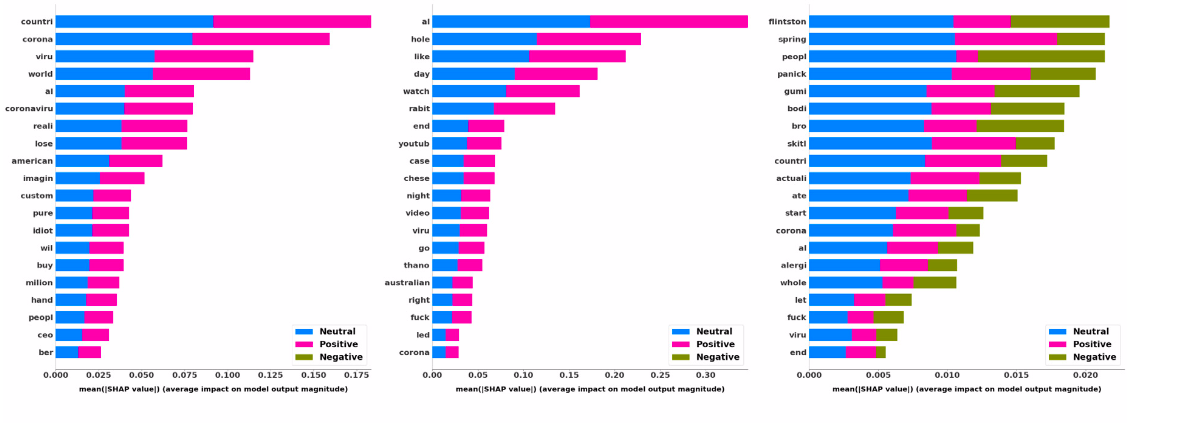 countri
corona
viru
world
al
coronaviru
reali
lose
american
imagin
custom
pure
idiot
wil
buy
milion
hand
peopl
ceo
ber
Neutral
Positive
Negative
0.000 0.025 0.050 0.075 0.100 0.125 0.150 0.175
mean(|SHAP value|) (average impact on model output magnitude)
al
hole
like
day
watch
rabit
end
youtub
case
chese
night
video
viru
go
thano
australian
right
fuck
led
corona
Neutral
Positive
Negative
0.00 0.05 0.10 0.15 0.20 0.25 0.30
mean(|SHAP value|) (average impact on model output magnitude)
flintston
spring
peopl
panick
gumi
bodi
bro
skitl
countri
actuali
ate
start
corona
al
alergi
whole
let
fuck
viru
end
Neutral
Positive
Negative
0.000 0.005 0.010 0.015 0.020
mean(|SHAP value|) (average impact on model output magnitude)